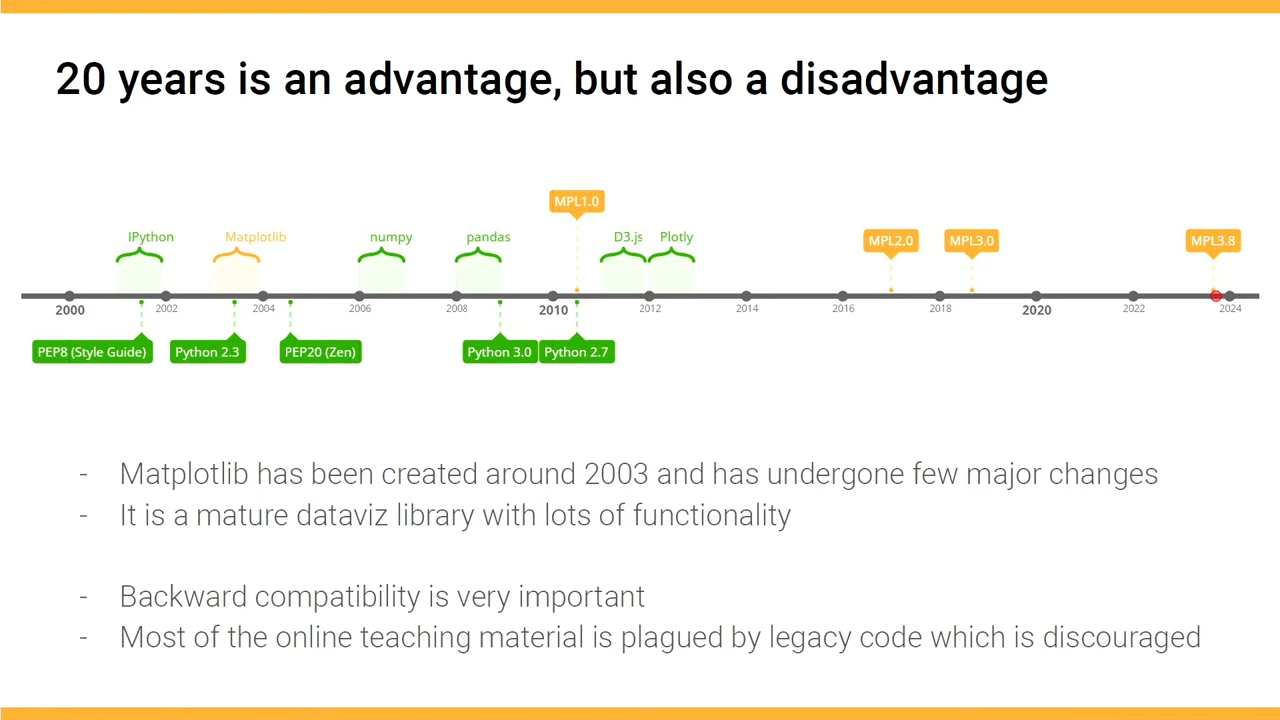 20 years is an advantage, but also a disadvantage
MPL1.0
IPython Matplotlib numpy pandas D3.js Plotly MPL2.0 MPL3.0 MPL3.8
2000 2002 2004 2006 2008 2010 2012 2014 2016 2018 2020 2022 2024
PEP8 (Style Guide) Python 2.3 PEP20 (Zen) Python 3.0 Python 2.7
- Matplotlib has been created around 2003 and has undergone few major changes
- It is a mature dataviz library with lots of functionality
- Backward compatibility is very important
- Most of the online teaching material is plagued by legacy code which is discouraged